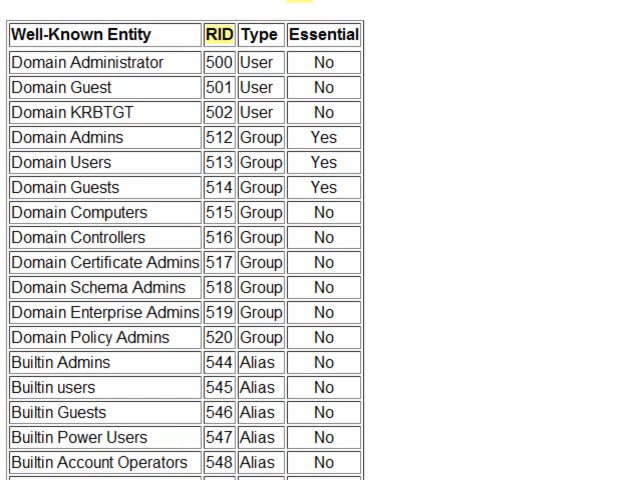 Well-Known Entity RID Type Essential
Domain Administrator 500 User No
Domain Guest 501 User No
Domain KRBTGT 502 User No
Domain Admins 512 Group Yes
Domain Users 513 Group Yes
Domain Guests 514 Group Yes
Domain Computers 515 Group No
Domain Controllers 516 Group No
Domain Certificate Admins 517 Group No
Domain Schema Admins 518 Group No
Domain Enterprise Admins 519 Group No
Domain Policy Admins 520 Group No
Builtin Admins 544 Alias No
Builtin users 545 Alias No
Builtin Guests 546 Alias No
Builtin Power Users 547 Alias No
Builtin Account Operators 548 Alias No